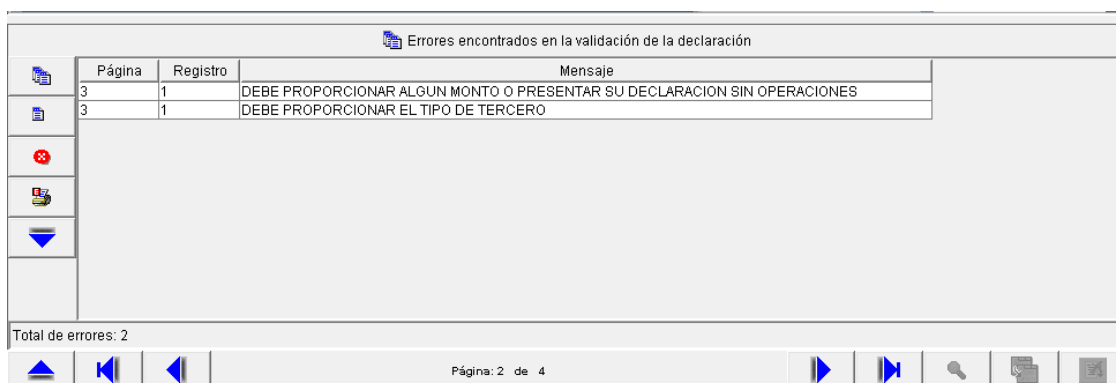 Errores encontrados en la validación de la declaración
Página Registro Mensaje
3 1 DEBE PROPORCIONAR ALGUN MONTO O PRESENTAR SU DECLARACION SIN OPERACIONES
3 1 DEBE PROPORCIONAR EL TIPO DE TERCERO
Total de errores: 2
Página: 2 de 4